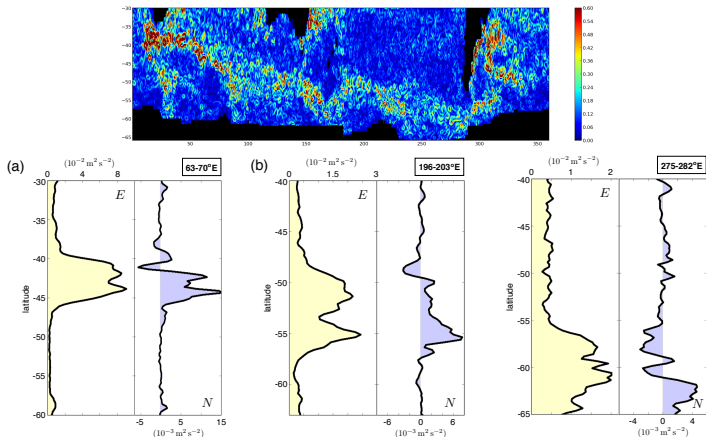 -30
-35
-40
-45
-50
-55
-60
-65
50
100
150
200
250
300
350
0.60
0.54
0.48
0.42
0.36
0.30
0.24
0.18
0.12
0.06
0.00
(a)
(10⁻² m² s⁻²)
63-70°E
0 4 8
-30
-35
-40
-45
-50
-55
-60
latitude
E
N
-5 5 15
(10⁻³ m² s⁻²)
(b)
(10⁻² m² s⁻²)
196-203°E
0 1.5 3
-40
-50
-60
latitude
E
N
-6 0 6
(10⁻³ m² s⁻²)
(10⁻² m² s⁻²)
275-282°E
0 1 2
-40
-45
-50
-55
-60
-65
latitude
E
N
-4 0 4
(10⁻³ m² s⁻²)